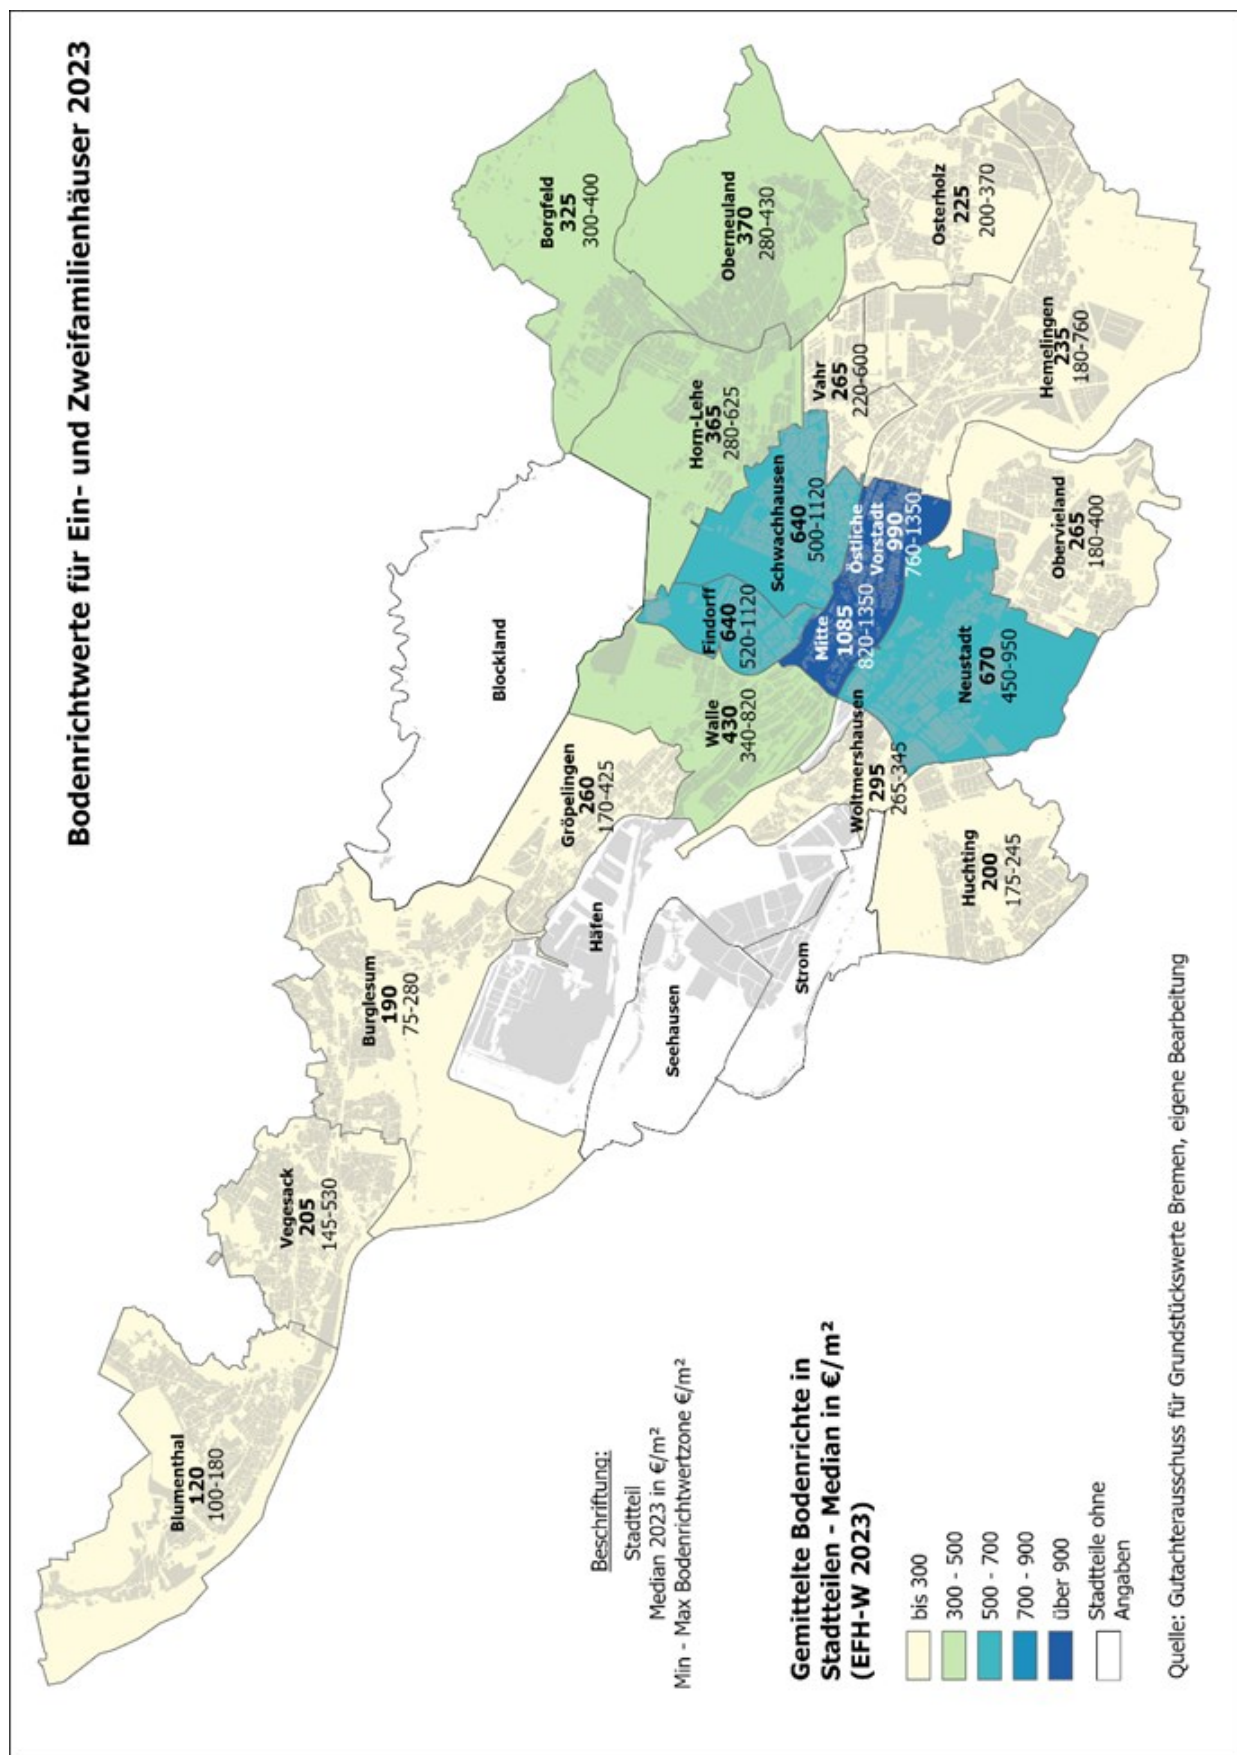 Bodenrichtwerte für Ein- und Zweifamilienhäuser 2023
Blumenthal
120
100-180
Vegesack
205
145-530
Burglesum
190
75-280
Blockland
Gröpelingen
260
170-425
Häfen
Seehausen
Strom
Walle
430
340-820
Findorff
640
520-1120
Borgfeld
325
300-400
Horn-Lehe
365
280-625
Oberneuland
370
280-430
Schwachhausen
640
500-1120
Vahr
265
220-600
Osterholz
225
200-370
Mitte
1085
820-1350
Östliche
Vorstadt
990
760-1350
Hemelingen
235
180-760
Woltmershausen
295
265-345
Neustadt
670
450-950
Obervieland
265
180-400
Huchting
200
175-245
Beschriftung:
Stadtteil
Median 2023 in €/m²
Min - Max Bodenrichtwertzone €/m²
Gemittelte Bodenrichte in
Stadtteilen - Median in €/m²
(EFH-W 2023)
bis 300
300 - 500
500 - 700
700 - 900
über 900
Stadtteile ohne
Angaben
Quelle: Gutachterausschuss für Grundstückswerte Bremen, eigene Bearbeitung